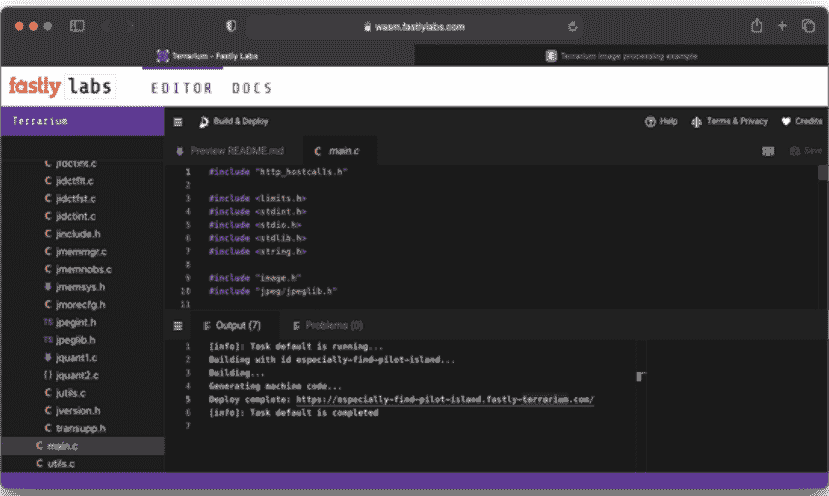 wasm.fastlylabs.com
Terrarium - Fastly Labs
Terrarium image processing example
fastly labs
EDITOR DOCS
Terrarium
Build & Deploy
Help
Terms & Privacy
Credits
Preview README.md
main.c
Save
jidctint.c
jidctflt.c
jidctfst.c
jidctint.c
jinclude.h
jmemmgr.c
jmemnobs.c
jmemsys.h
jmorecfg.h
TS jpegint.h
TS jpeglib.h
jquant1.c
{} jquant2.c
jutils.c
jversion.h
transupp.h
main.c
utils.c
1 #include "http_hostcalls.h"
2
3 #include <limits.h>
4 #include <stdint.h>
5 #include <stdio.h>
6 #include <stdlib.h>
7 #include <string.h>
8
9 #include "image.h"
10 #include "jpeg/jpeglib.h"
11
Output (7)
Problems (0)
1 [info]: Task default is running...
2 Building with id especially-find-pilot-island...
3 Building...
4 Generating machine code...
5 Deploy complete: https://especially-find-pilot-island.fastly-terrarium.com/
6 [info]: Task default is completed
7